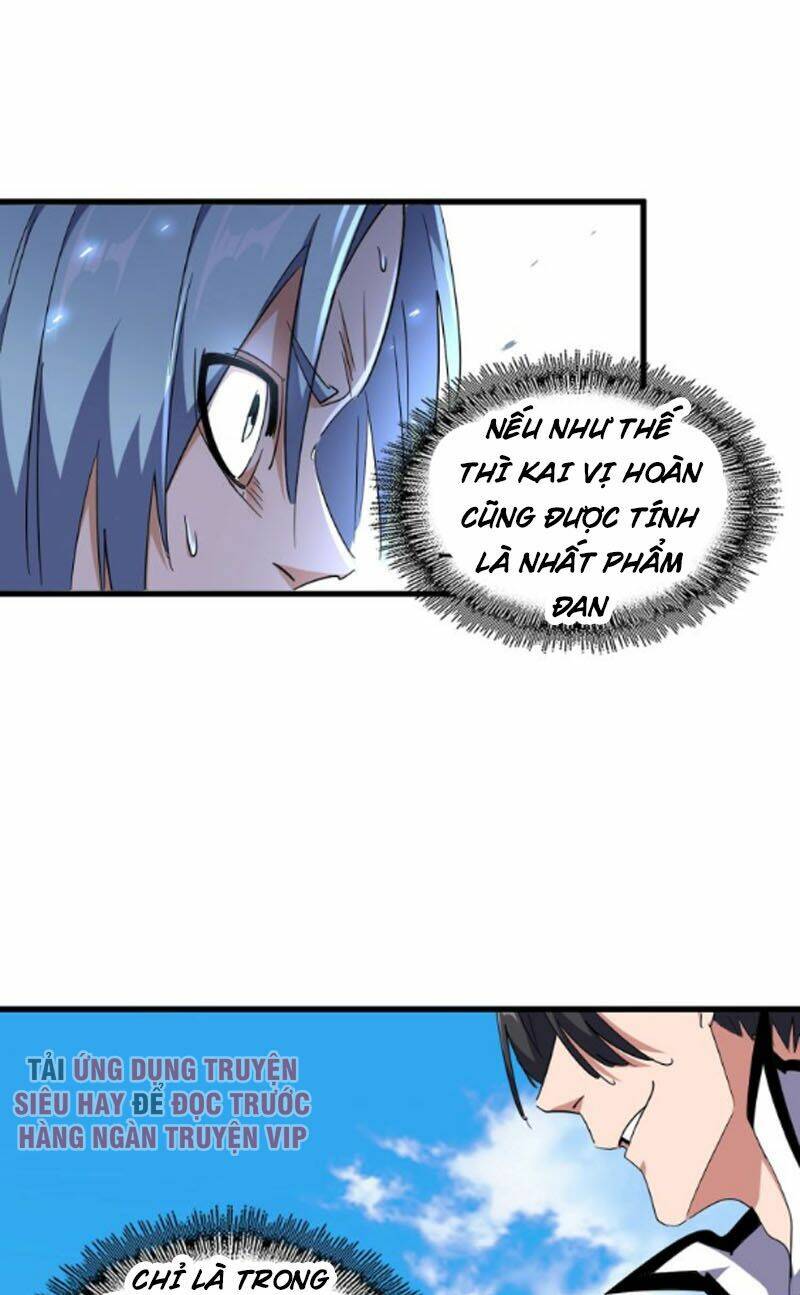 NẾU NHƯ THẾ
THÌ KAI VỊ HOÀN
CŨNG ĐƯỢC TÍNH
LÀ NHẤT PHẨM
ĐAN
TẢI ỨNG DỤNG TRUYỆN
SIÊU HAY ĐỂ ĐỌC TRƯỚC
HÀNG NGÀN TRUYỆN VIP
CHỈ LÀ TRONG